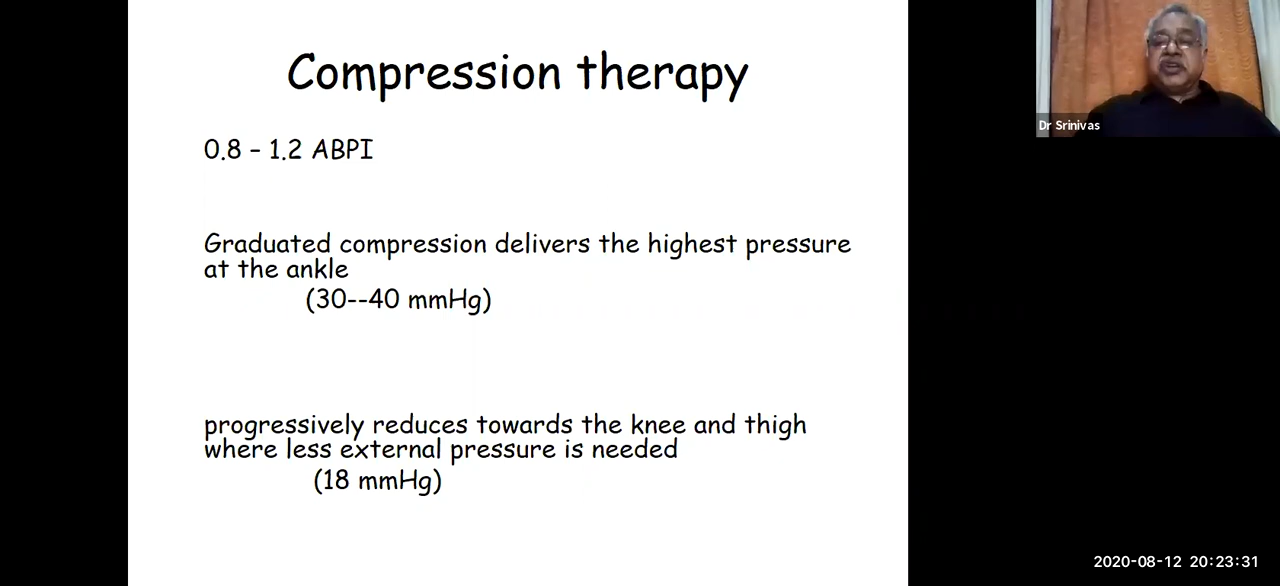 Compression therapy
0.8 – 1.2 ABPI
Graduated compression delivers the highest pressure
at the ankle
(30--40 mmHg)
progressively reduces towards the knee and thigh
where less external pressure is needed
(18 mmHg)
Dr Srinivas
2020-08-12 20:23:31